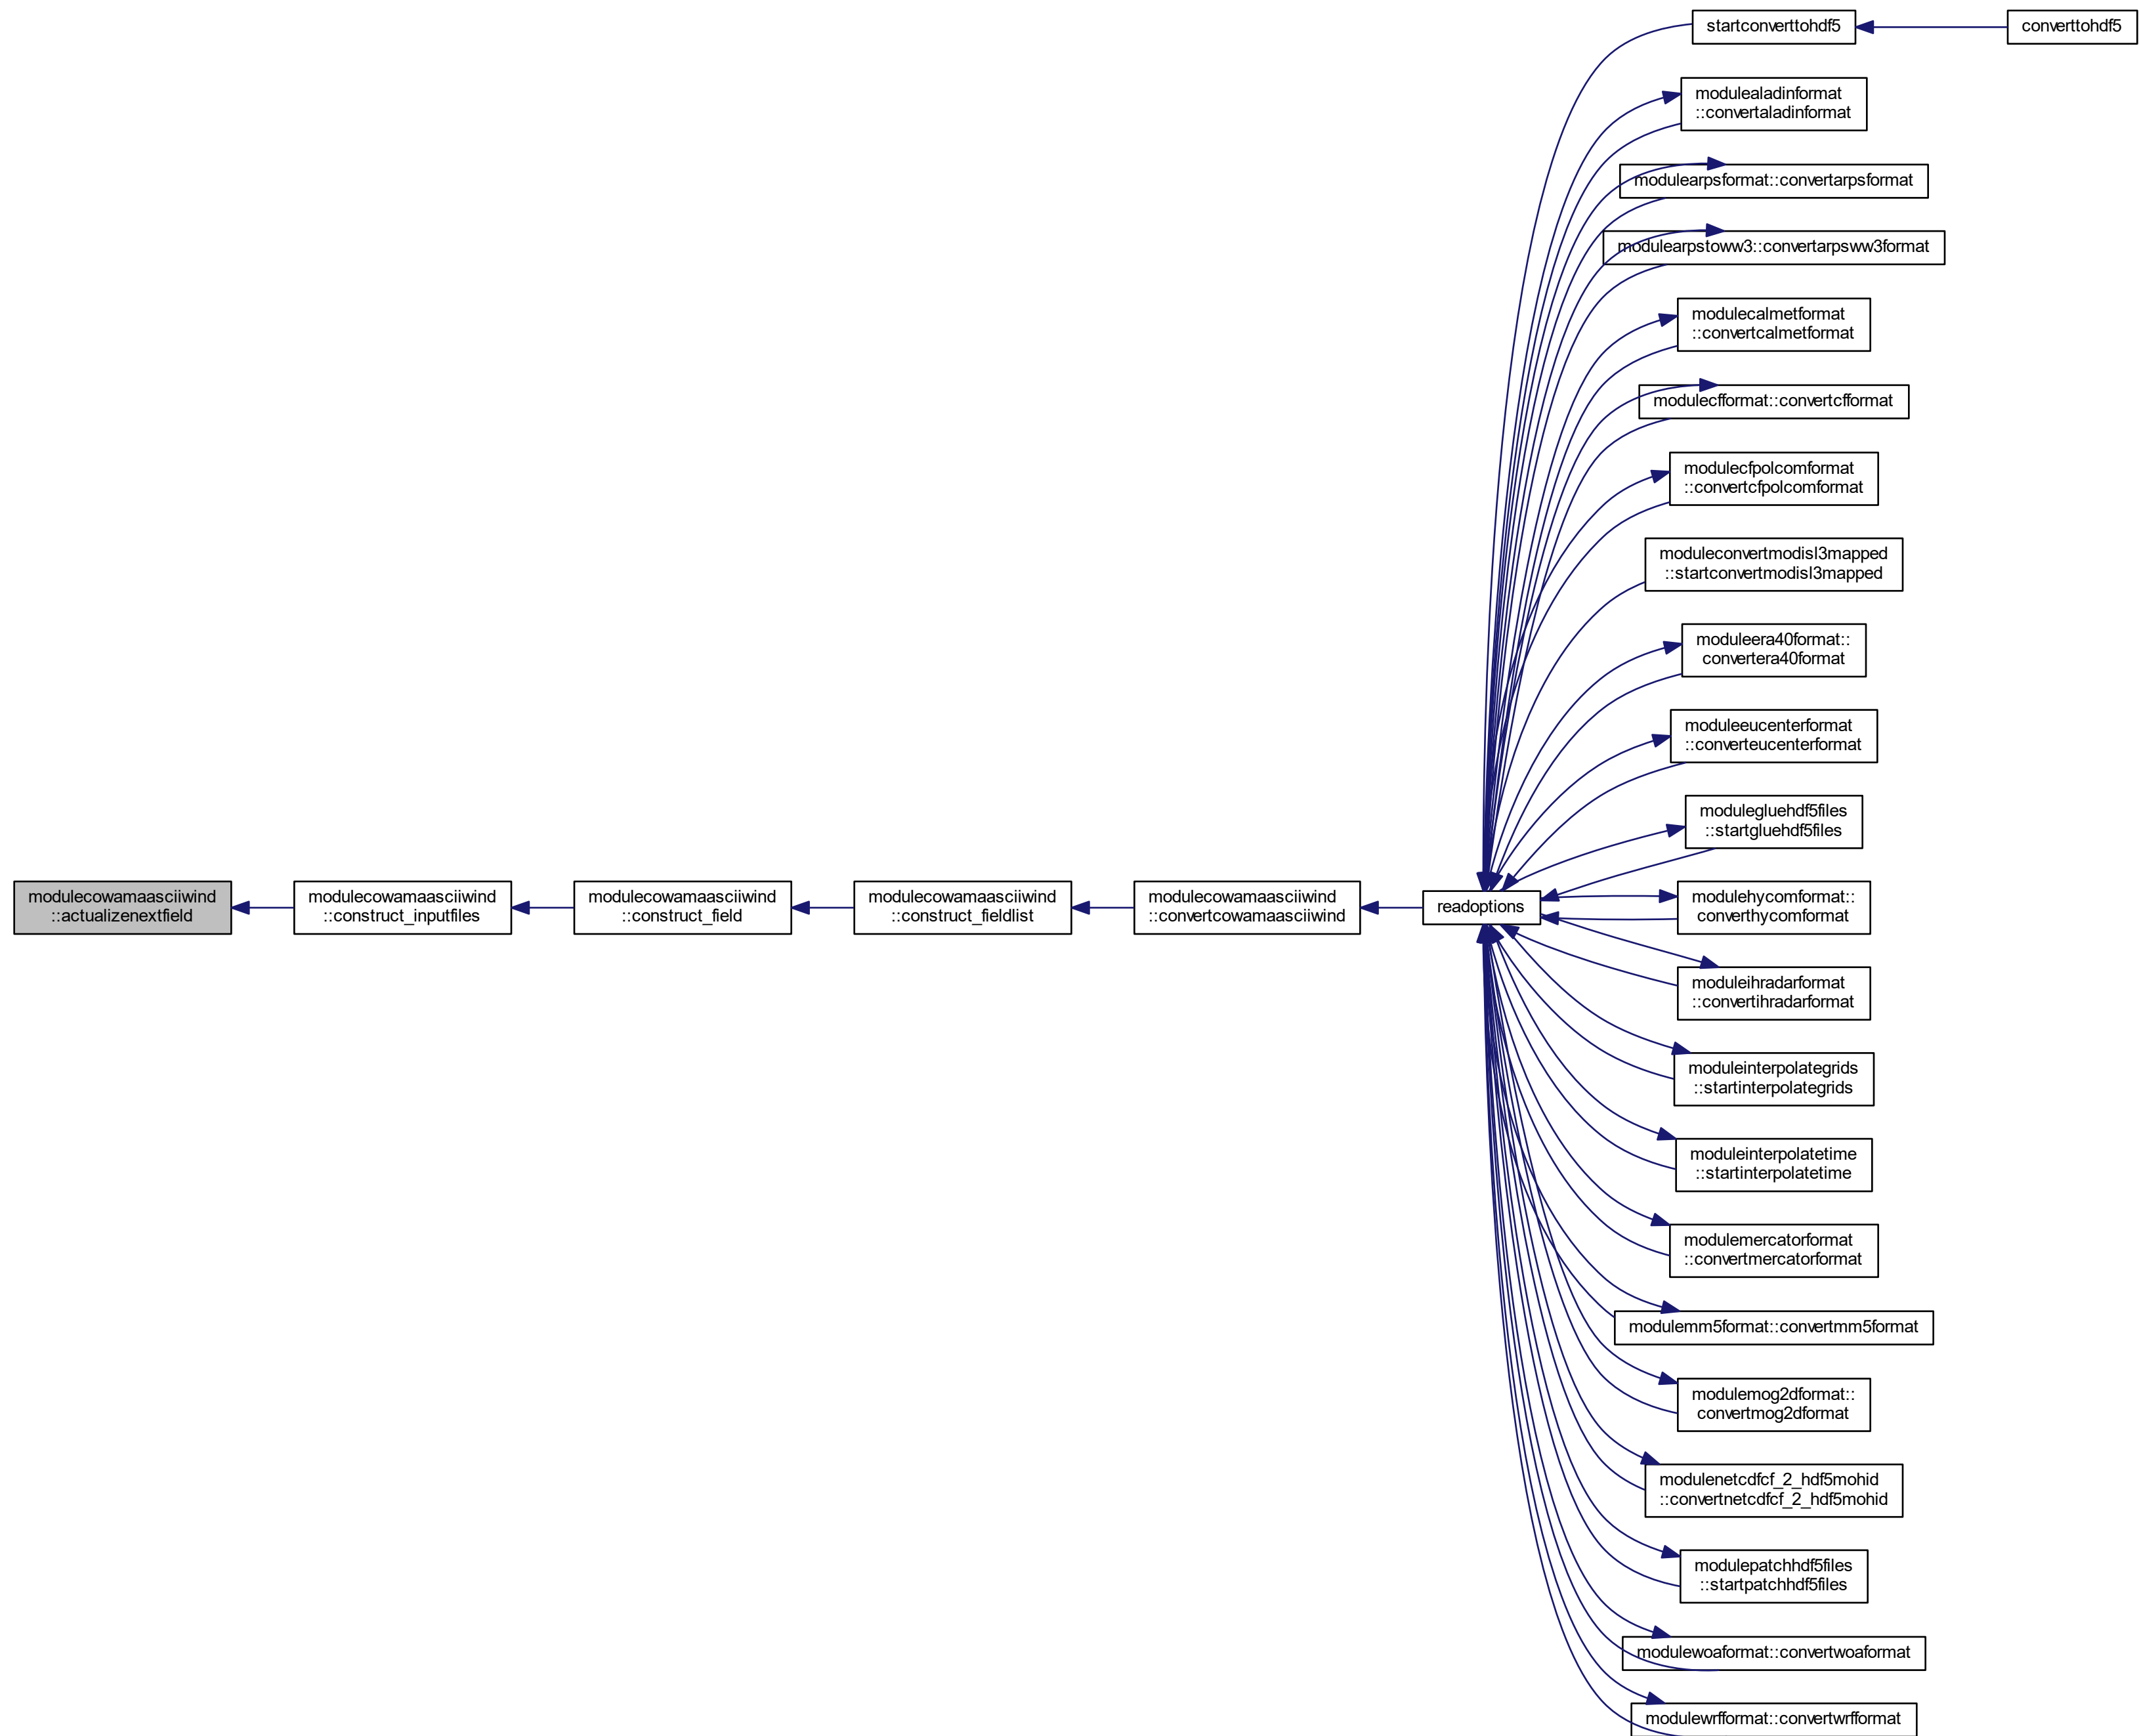 startconverttohdf5
converttohdf5
modulealadinformat
::convertaladinformat
modulearpsformat::convertarpsformat
modulearpstoww3::convertarpsww3format
modulecalmetformat
::convertcalmetformat
modulecfformat::convertcfformat
modulecfpolcomformat
::convertcfpolcomformat
moduleconvertmodisl3mapped
::startconvertmodisl3mapped
moduleera40format::
convertera40format
moduleeucenterformat
::converteucenterformat
modulegluehdf5files
::startgluehdf5files
modulecowamaasciiwind
::actualizenextfield
modulecowamaasciiwind
::construct_inputfiles
modulecowamaasciiwind
::construct_field
modulecowamaasciiwind
::construct_fieldlist
modulecowamaasciiwind
::convertcowamaasciiwind
readoptions
modulehycomformat::
converthycomformat
moduleihradarformat
::convertihradarformat
moduleinterpolategrids
::startinterpolategrids
moduleinterpolatetime
::startinterpolatetime
modulemercatorformat
::convertmercatorformat
modulemm5format::convertmm5format
modulemog2dformat::
convertmog2dformat
modulenetcdfcf_2_hdf5mohid
::convertnetcdfcf_2_hdf5mohid
modulepatchhdf5files
::startpatchhdf5files
modulewoaformat::convertwoaformat
modulewrfformat::convertwrfformat